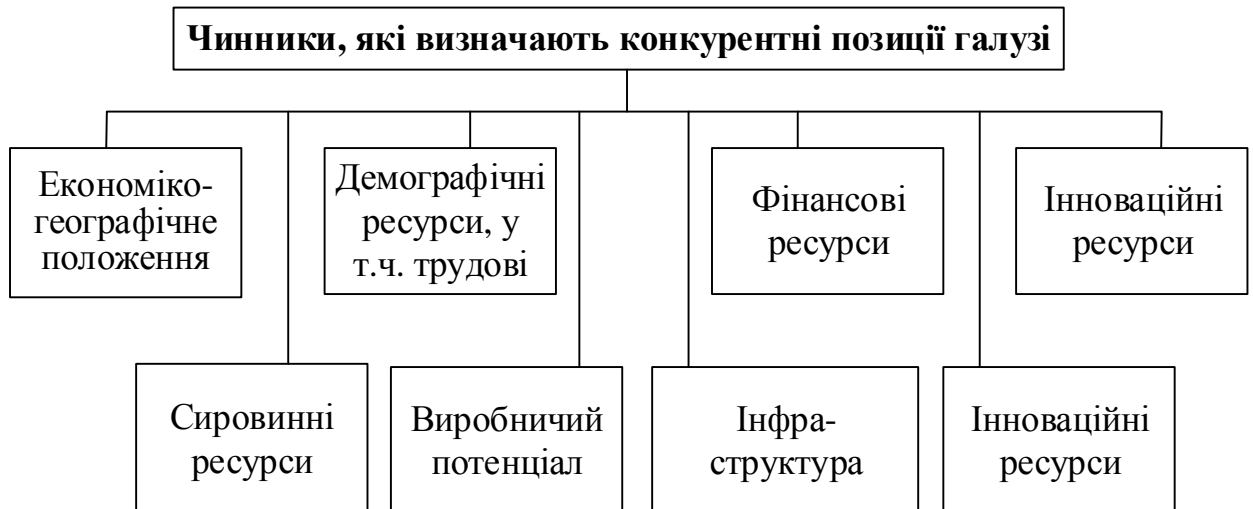 Чинники, які визначають конкурентні позиції галузі
Економіко-
географічне
положення
Демографічні
ресурси, у
т.ч. трудові
Фінансові
ресурси
Інноваційні
ресурси
Сировинні
ресурси
Виробничий
потенціал
Інфра-
структура
Інноваційні
ресурси